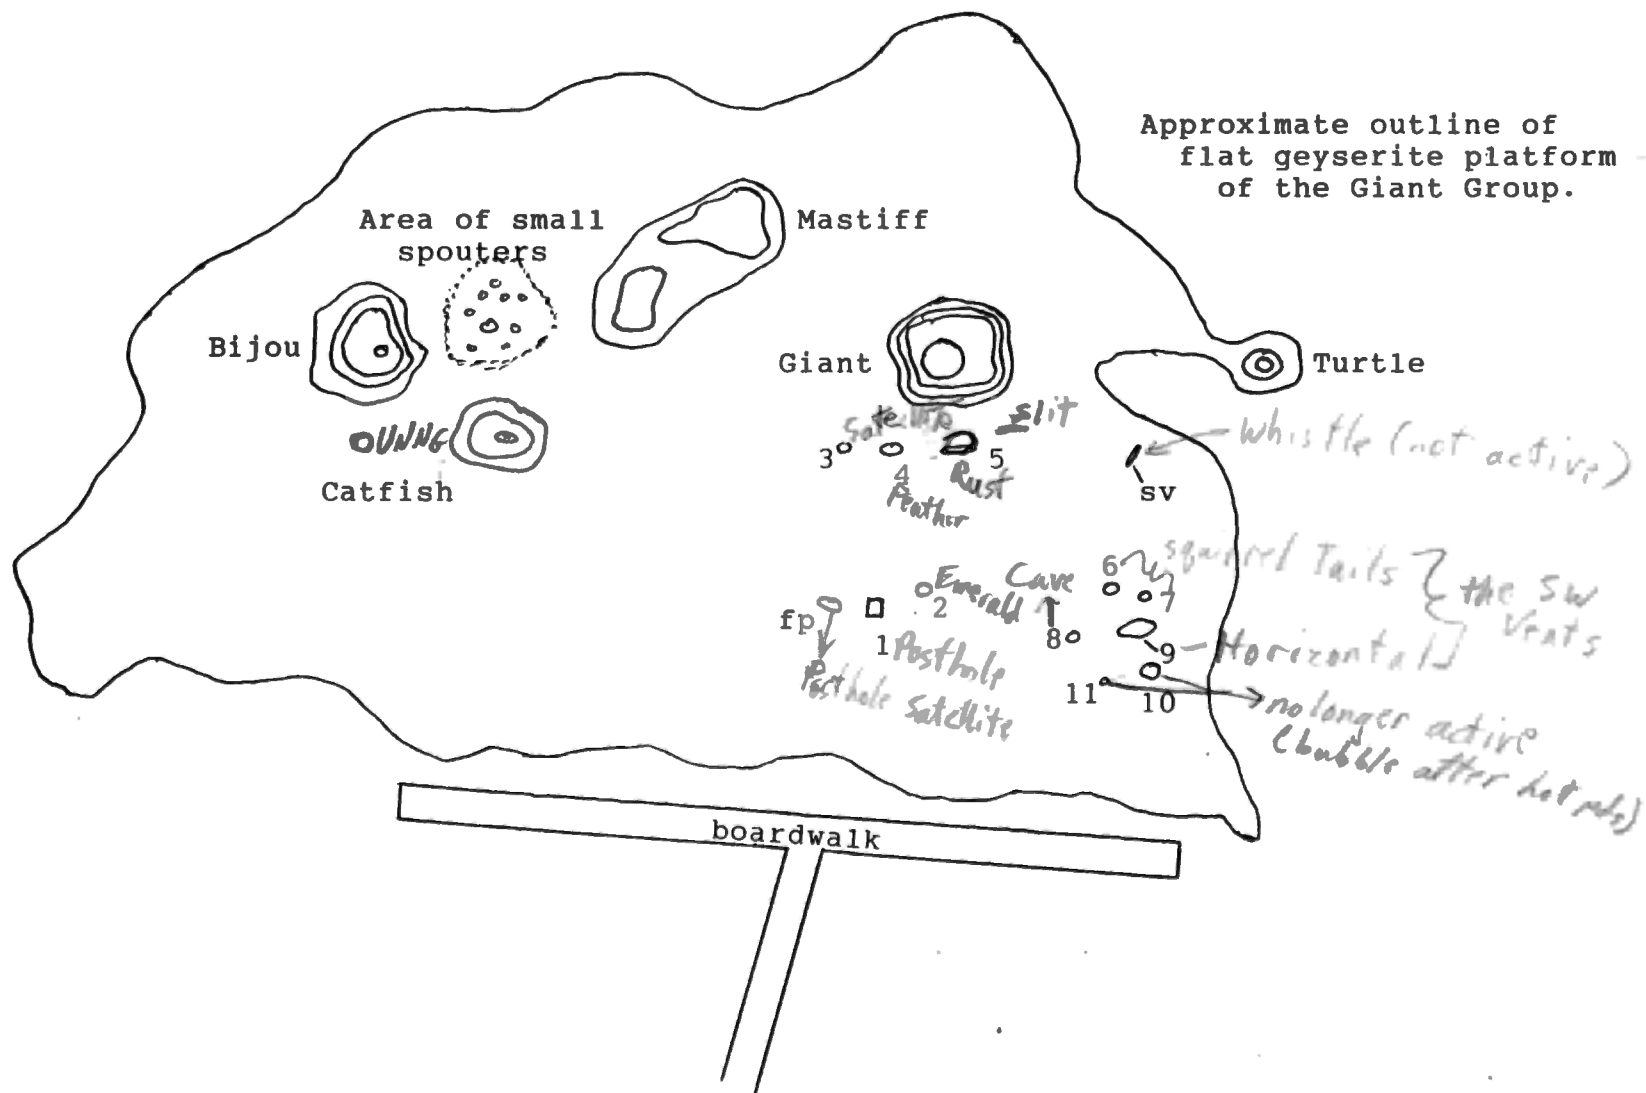 Approximate outline of
flat geyserite platform
of the Giant Group.
Area of small
spouters
Mastiff
Bijou
Giant
Turtle
OUNNG
Catfish
Satellite
Slit
3
4
5
Feather
Rust
Whistle (not active)
sv
Squirrel Tails
the SW
Vents
6
7
Cave
Emerald
2
fp
1
Posthole
8
9
Horizontal
Posthole Satellite
11
10
no longer active
(bubble after hot
boardwalk